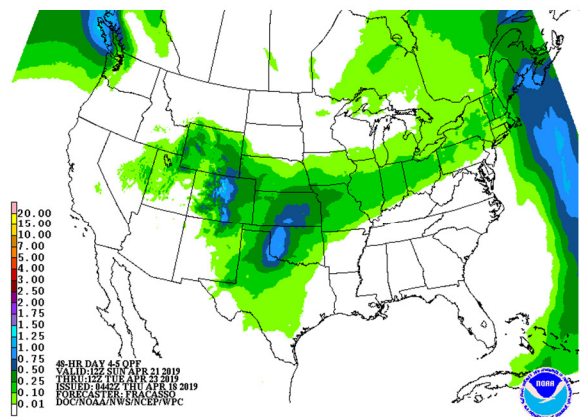 20.00
15.00
10.00
7.00
5.00
4.00
3.00
2.50
2.00
1.75
1.50
1.25
1.00
0.75
0.50
0.25
0.10
0.01
48-HR DAY 4-5 QPF
VALID:12Z SUN APR 21 2019
THRU:12Z TUE APR 23 2019
ISSUED: 0442Z THU APR 18 2019
FORECASTER: FRACASSO
DOC/NOAA/NWS/NCEP/WPC
NOAA